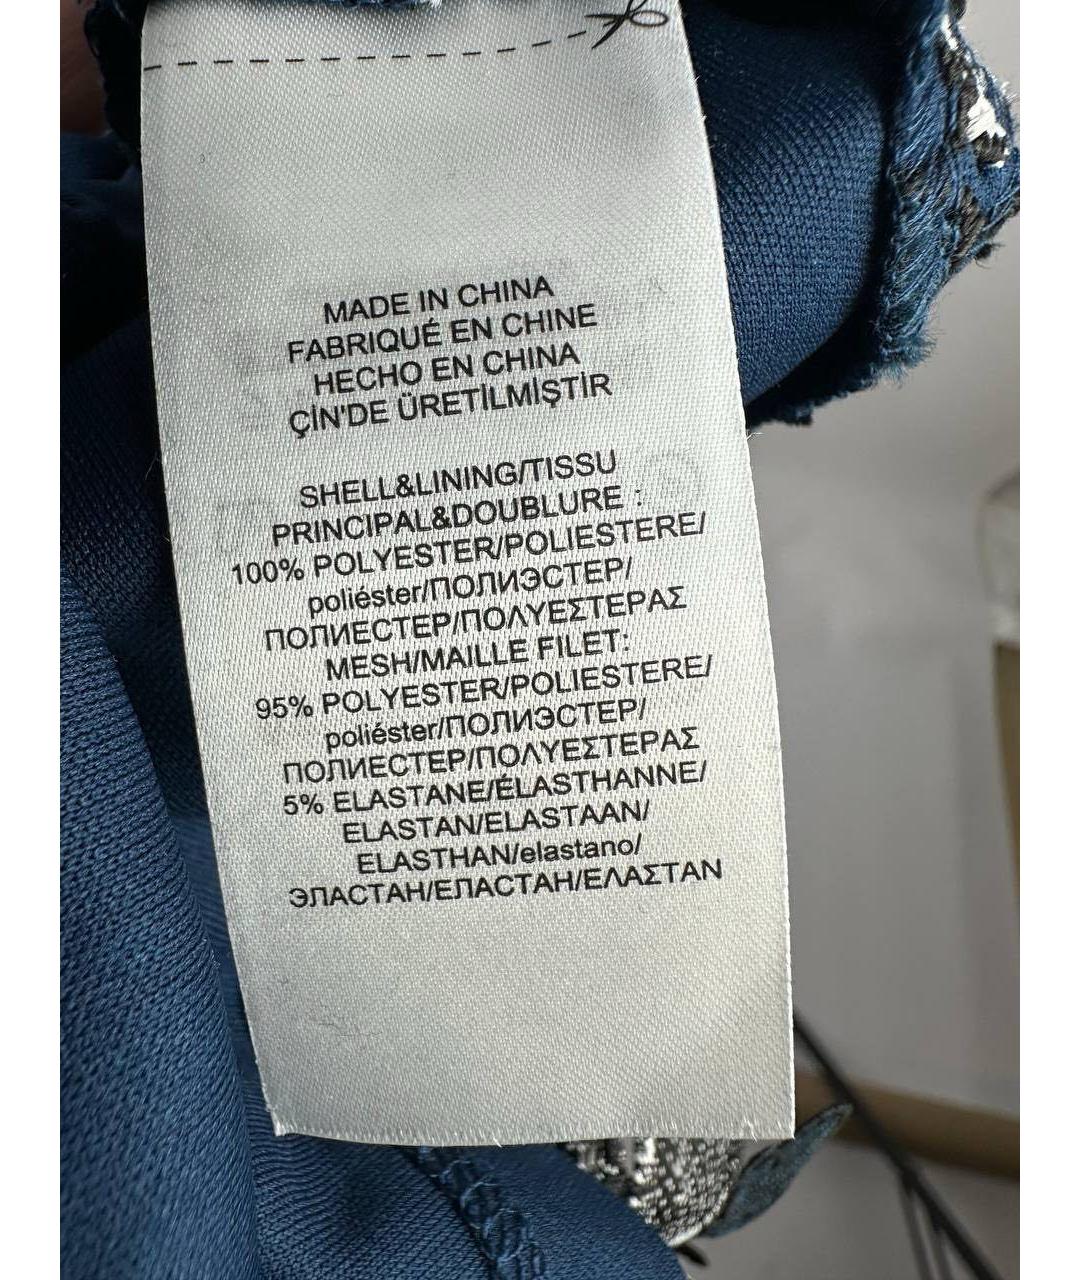 MADE IN CHINA
FABRIQUÉ EN CHINE
HECHO EN CHINA
ÇİN'DE ÜRETİLMİŞTİR
SHELL&LINING/TISSU
PRINCIPAL&DOUBLURE :
100% POLYESTER/POLIESTERE/
poliéster/ПОЛИЭСТЕР/
ПОЛИЕСТЕР/ΠΟΛΥΕΣΤΕΡΑΣ
MESH/MAILLE FILET:
95% POLYESTER/POLIESTERE/
poliéster/ПОЛИЭСТЕР/
ПОЛИЕСТЕР/ΠΟΛΥΕΣΤΕΡΑΣ
5% ELASTANE/ÉLASTHANNE/
ELASTAN/ELASTAAN/
ELASTHAN/elastano/
ЭЛАСТАН/ЕЛАСТАН/ΕΛΑΣΤΑΝ